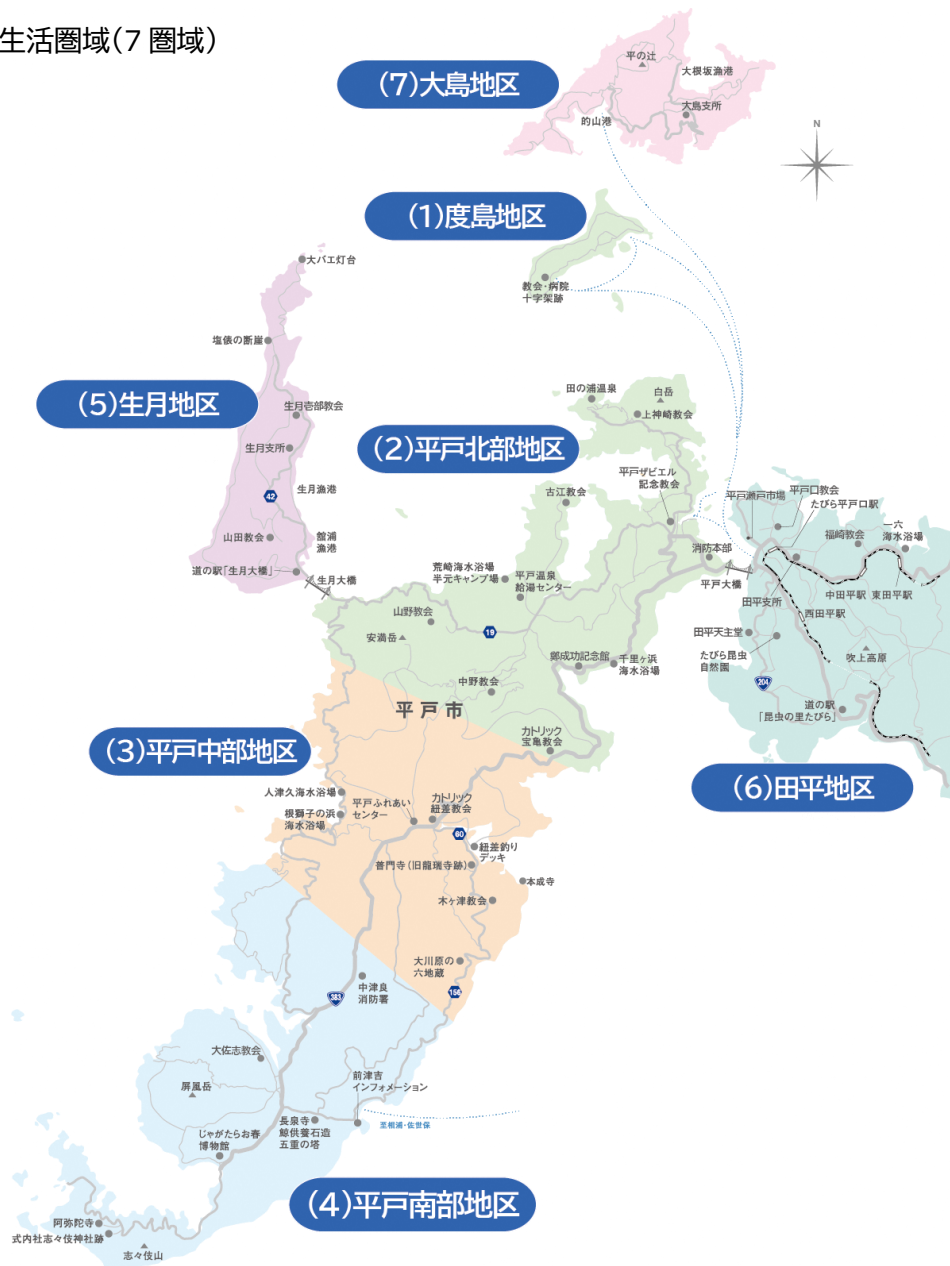 生活圏域(7圏域)
(7)大島地区
平の辻
大根坂漁港
大島支所
的山港
N
(1)度島地区
教会・病院
十字架跡
大バエ灯台
塩俵の断崖
(5)生月地区
生月壱部教会
生月支所
42
生月漁港
山田教会
舘浦
漁港
道の駅「生月大橋」
生月大橋
(2)平戸北部地区
田の浦温泉
白岳
上神崎教会
平戸ザビエル
記念教会
古江教会
消防本部
荒崎海水浴場
半元キャンプ場
平戸温泉
給湯センター
山野教会
19
安満岳
鄭成功記念館
千里ヶ浜
海水浴場
中野教会
平戸市
カトリック
宝亀教会
平戸大橋
平戸瀬戸市場
平戸口教会
たびら平戸口駅
福崎教会
一六
海水浴場
中田平駅
東田平駅
田平支所
西田平駅
田平天主堂
たびら昆虫
自然園
吹上高原
204
道の駅
「昆虫の里たびら」
(6)田平地区
(3)平戸中部地区
人津久海水浴場
根獅子の浜
海水浴場
平戸ふれあい
センター
カトリック
紐差教会
60
紐差釣り
デッキ
普門寺(旧龍瑞寺跡)
本成寺
木ヶ津教会
大川原の
六地蔵
156
中津良
消防署
383
大佐志教会
屏風岳
前津吉
インフォメーション
至相浦・佐世保
長泉寺
鯨供養石造
五重の塔
じゃがたらお春
博物館
(4)平戸南部地区
阿弥陀寺
式内社志々伎神社跡
志々伎山